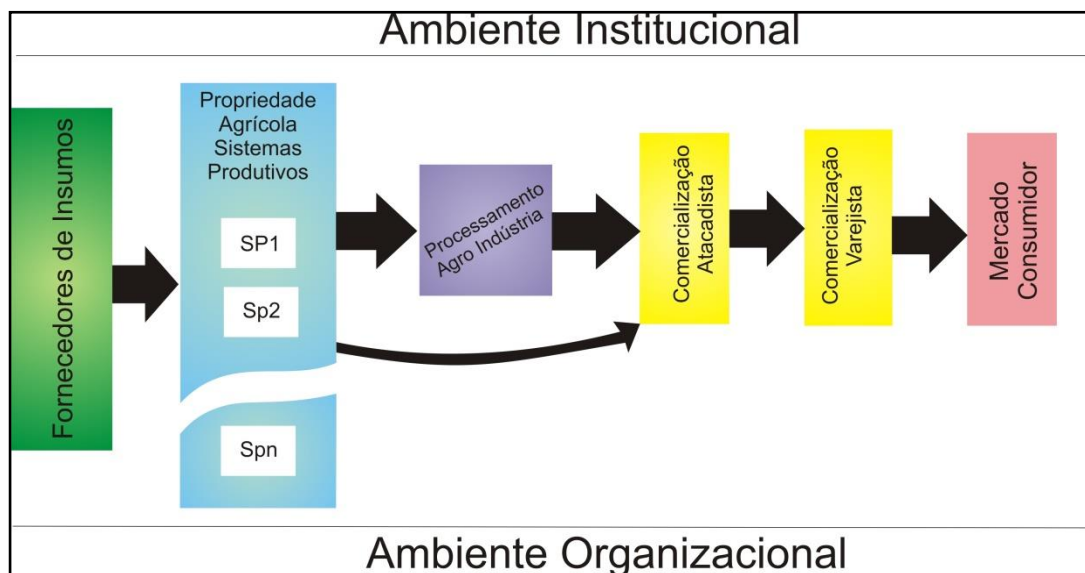 Ambiente Institucional
Fornecedores de Insumos
Propriedade
Agrícola
Sistemas
Produtivos
SP1
Sp2
Spn
Processamento
Agro Indústria
Comercialização
Atacadista
Comercialização
Varejista
Mercado
Consumidor
Ambiente Organizacional